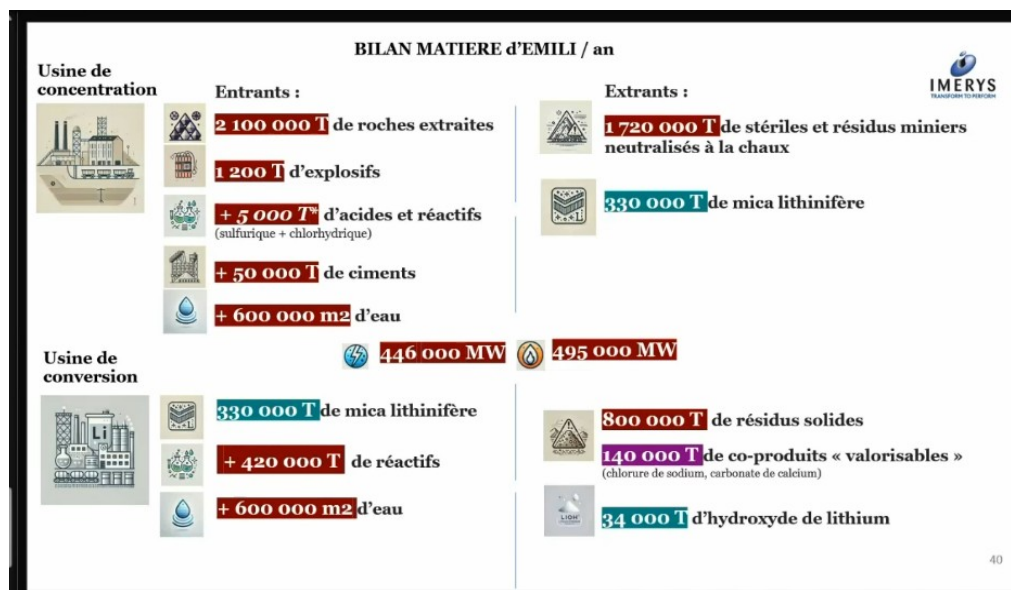 BILAN MATIERE d'EMILI / an
IMERYS
TRANSFORM TO PERFORM
Usine de
concentration
Entrants :
2 100 000 T de roches extraites
1 200 T d'explosifs
+ 5 000 T* d'acides et réactifs
(sulfurique + chlorhydrique)
+ 50 000 T de ciments
+ 600 000 m2 d'eau
Extrants :
1 720 000 T de stériles et résidus miniers
neutralisés à la chaux
330 000 T de mica lithinifère
446 000 MW
495 000 MW
Usine de
conversion
Li
330 000 T de mica lithinifère
+ 420 000 T de réactifs
+ 600 000 m2 d'eau
800 000 T de résidus solides
140 000 T de co-produits « valorisables »
(chlorure de sodium, carbonate de calcium)
34 000 T d'hydroxyde de lithium
40